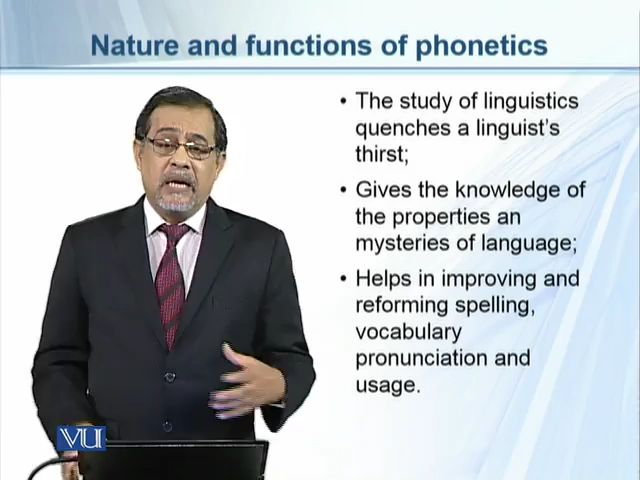 Nature and functions of phonetics
• The study of linguistics
quenches a linguist's
thirst;
• Gives the knowledge of
the properties an
mysteries of language;
• Helps in improving and
reforming spelling,
vocabulary
pronunciation and
usage.
VU